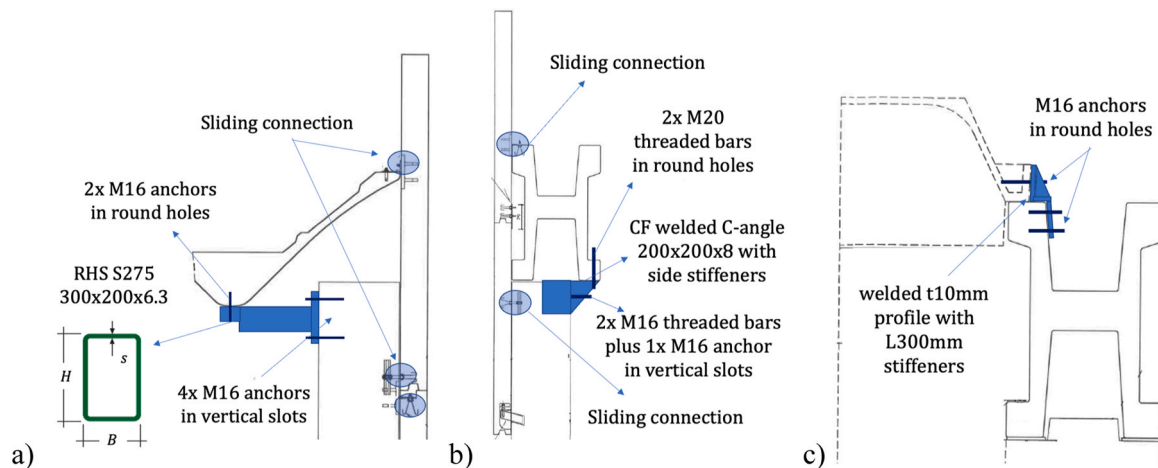 Sliding connection
2x M16 anchors
in round holes
RHS S275
300x200x6.3
s
H
B
4x M16 anchors
in vertical slots
a)
Sliding connection
2x M20
threaded bars
in round holes
CF welded C-angle
200x200x8 with
side stiffeners
2x M16 threaded bars
plus 1x M16 anchor
in vertical slots
Sliding connection
b)
M16 anchors
in round holes
welded t10mm
profile with
L300mm
stiffeners
c)